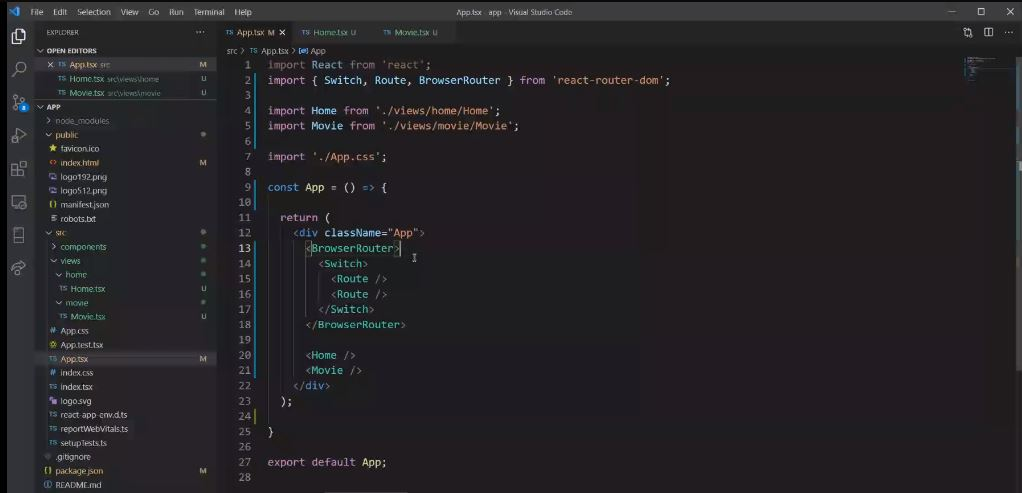 File Edit Selection View Go Run Terminal Help App.tsx - app - Visual Studio Code
EXPLORER
OPEN EDITORS
App.tsx src M
Home.tsx src\views\home U
Movie.tsx src\views\movie U
APP
node_modules
public
favicon.ico
index.html M
logo192.png
logo512.png
manifest.json
robots.txt
src
components
views
home
Home.tsx U
movie
Movie.tsx U
App.css
App.test.tsx
App.tsx M
index.css
index.tsx
logo.svg
react-app-env.d.ts
reportWebVitals.ts
setupTests.ts
.gitignore
package.json M
README.md
App.tsx M Home.tsx U Movie.tsx U
src > App.tsx > App
1 import React from 'react';
2 import { Switch, Route, BrowserRouter } from 'react-router-dom';
3
4 import Home from './views/home/Home';
5 import Movie from './views/movie/Movie';
6
7 import './App.css';
8
9 const App = () => {
10
11 return (
12 <div className="App">
13 <BrowserRouter>
14 <Switch>
15 <Route />
16 <Route />
17 </Switch>
18 </BrowserRouter>
19
20 <Home />
21 <Movie />
22 </div>
23 );
24
25 }
26
27 export default App;
28